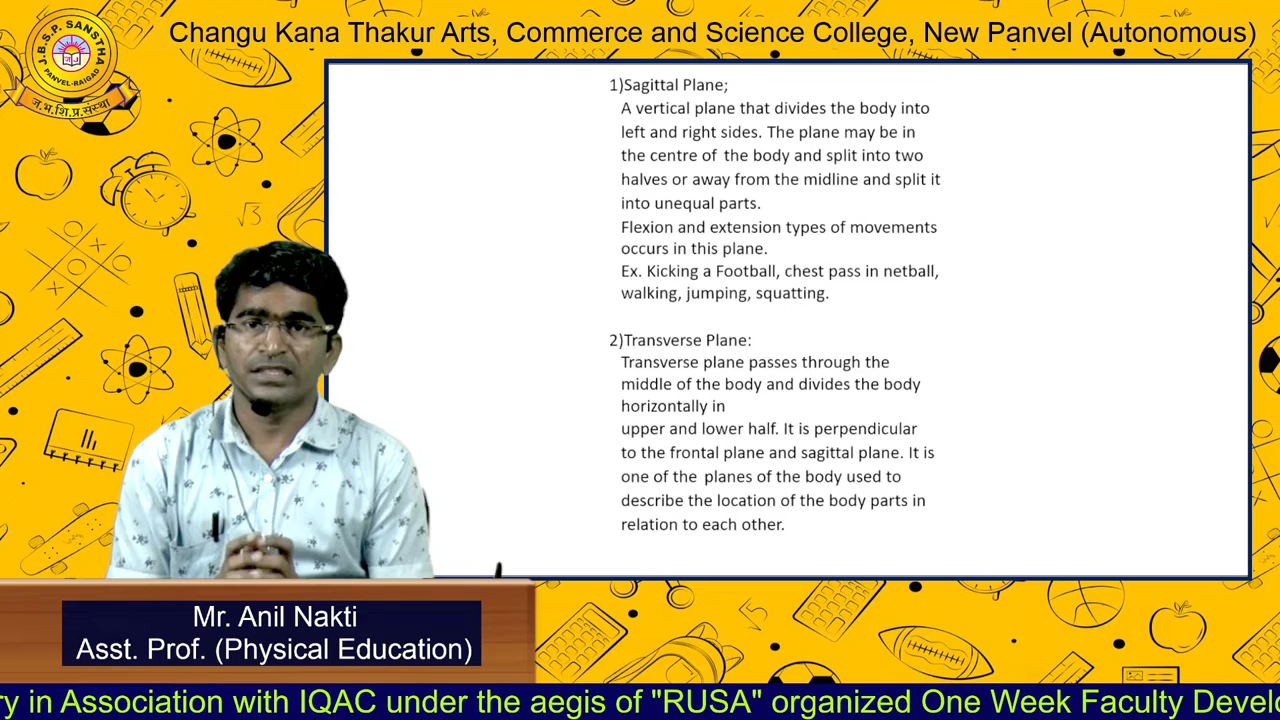 Changu Kana Thakur Arts, Commerce and Science College, New Panvel (Autonomous)
J.B.S.P. SANSTHA
PANVEL-RAIGAD
ज.भ.शि.प्र.संस्था
1)Sagittal Plane;
A vertical plane that divides the body into
left and right sides. The plane may be in
the centre of the body and split into two
halves or away from the midline and split it
into unequal parts.
Flexion and extension types of movements
occurs in this plane.
Ex. Kicking a Football, chest pass in netball,
walking, jumping, squatting.
2)Transverse Plane:
Transverse plane passes through the
middle of the body and divides the body
horizontally in
upper and lower half. It is perpendicular
to the frontal plane and sagittal plane. It is
one of the planes of the body used to
describe the location of the body parts in
relation to each other.
√3
√5
Mr. Anil Nakti
Asst. Prof. (Physical Education)
ry in Association with IQAC under the aegis of "RUSA" organized One Week Faculty Develo